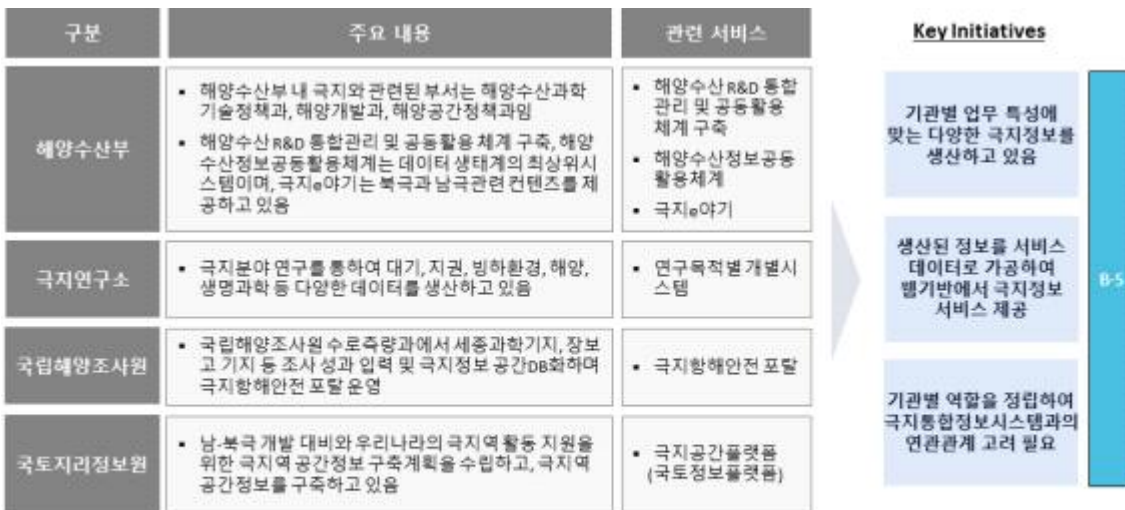 구분
주요 내용
관련 서비스
Key Initiatives
해양수산부
▪ 해양수산부 내 극지와 관련된 부서는 해양수산과학
기술정책과, 해양개발과, 해양공간정책과임
▪ 해양수산 R&D 통합관리 및 공동활용 체계 구축, 해양
수산정보공동활용체계는 데이터 생태계의 최상위시
스템이며, 극지e야기는 북극과 남극관련 컨텐츠를 제
공하고 있음
▪ 해양수산 R&D 통합
관리 및 공동활용
체계 구축
▪ 해양수산정보공동
활용체계
▪ 극지e야기
극지연구소
▪ 극지분야 연구를 통하여 대기, 지권, 빙하환경, 해양,
생명과학 등 다양한 데이터를 생산하고 있음
▪ 연구목적별 개별시
스템
국립해양조사원
▪ 국립해양조사원 수로측량과에서 세종과학기지, 장보
고 기지 등 조사 성과 입력 및 극지정보 공간DB화하며
극지항해안전 포탈 운영
▪ 극지항해안전 포탈
국토지리정보원
▪ 남·북극 개발 대비와 우리나라의 극지역 활동 지원을
위한 극지역 공간정보 구축계획을 수립하고, 극지역
공간정보를 구축하고 있음
▪ 극지공간플랫폼
(국토정보플랫폼)
기관별 업무 특성에
맞는 다양한 극지정보를
생산하고 있음
생산된 정보를 서비스
데이터로 가공하여
웹기반에서 극지정보
서비스 제공
기관별 역할을 정립하여
극지통합정보시스템과의
연관관계 고려 필요
B-5